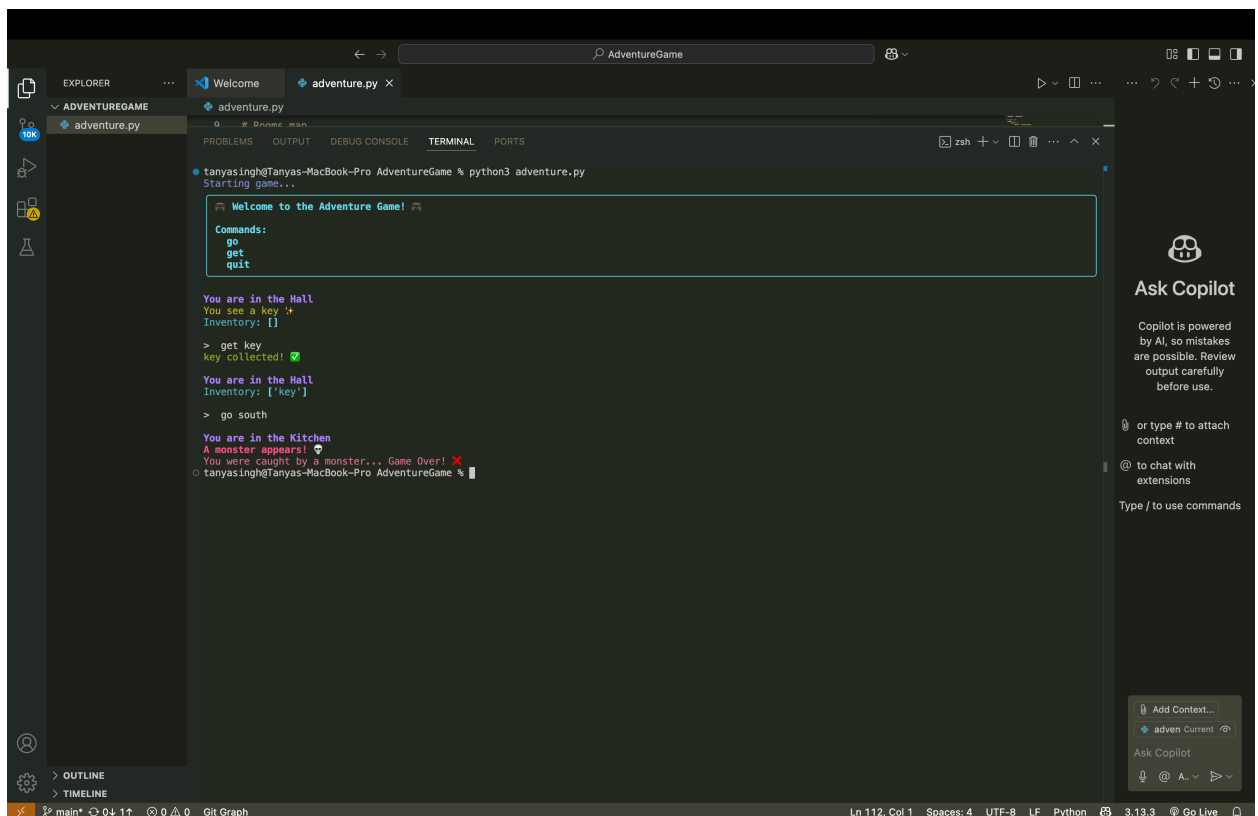 AdventureGame
EXPLORER
Welcome
adventure.py
ADVENTUREGAME
adventure.py
adventure.py
10K
9 # Rooms map
PROBLEMS OUTPUT DEBUG CONSOLE TERMINAL PORTS
zsh
tanyasingh@Tanyas-MacBook-Pro AdventureGame % python3 adventure.py
Starting game...
Welcome to the Adventure Game!
Commands:
go
get
quit
You are in the Hall
You see a key ✨
Inventory: []
> get key
key collected! ✅
You are in the Hall
Inventory: ['key']
> go south
You are in the Kitchen
A monster appears! 💀
You were caught by a monster... Game Over! ❌
tanyasingh@Tanyas-MacBook-Pro AdventureGame %
Ask Copilot
Copilot is powered
by AI, so mistakes
are possible. Review
output carefully
before use.
or type # to attach
context
@ to chat with
extensions
Type / to use commands
Add Context...
adven Current
Ask Copilot
@ A..
OUTLINE
TIMELINE
main* 0↓ 1↑ 0 0 Git Graph
Ln 112, Col 1 Spaces: 4 UTF-8 LF Python 3.13.3 Go Live